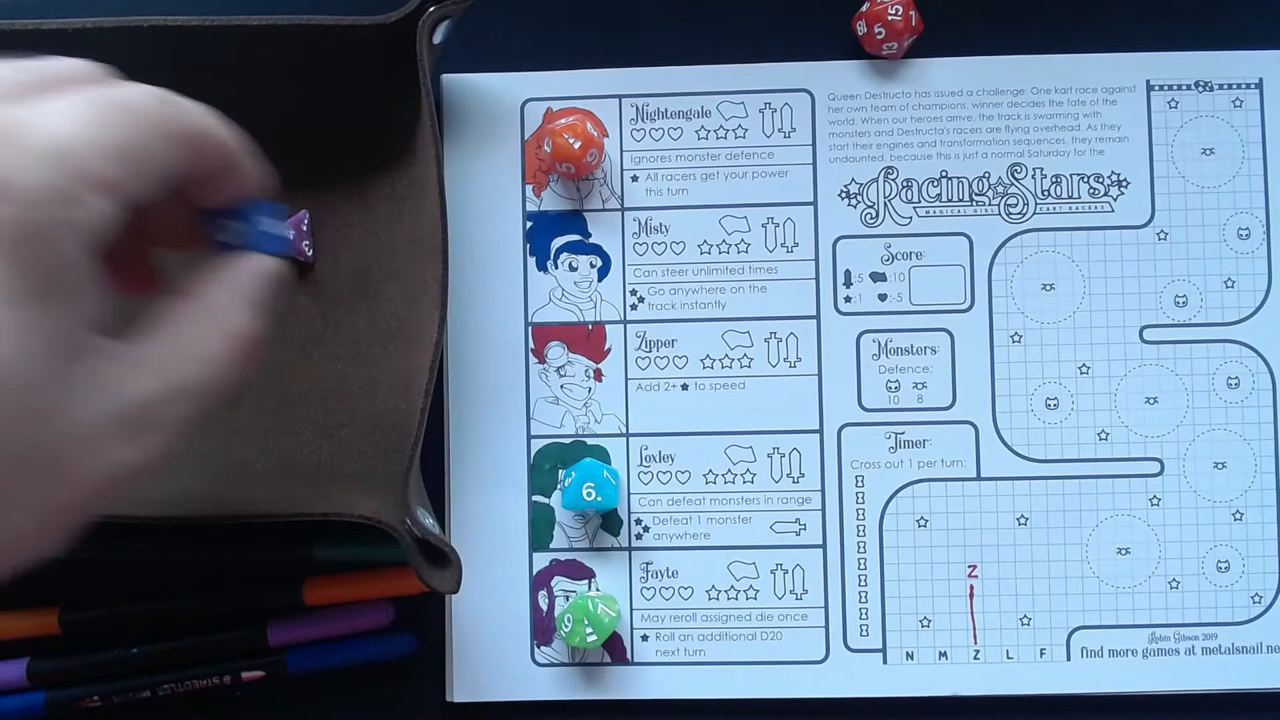 Nightengale
Ignores monster defence
All racers get your power
this turn
Misty
Can steer unlimited times
Go anywhere on the
track instantly
Zipper
Add 2+★ to speed
Loxley
Can defeat monsters in range
Defeat 1 monster
anywhere
Fayte
May reroll assigned die once
Roll an additional D20
next turn
6.
15
5
13
Queen Destructa has issued a challenge: One kart race against
her own team of champions, winner decides the fate of the
world. When our heroes arrive, the track is swarming with
monsters and Destructa's racers are flying overhead. As they
start their engines and transformation sequences, they remain
undaunted, because this is just a normal Saturday for the
Racing Stars
MAGICAL GIRL KART RACERS
Score:
:5 :10
:1 :-5
Monsters:
Defence:
10 8
Timer:
Cross out 1 per turn:
Z
N M Z L F
Robin Gibson 2019
find more games at metalsnail.ne
STAEDTLER